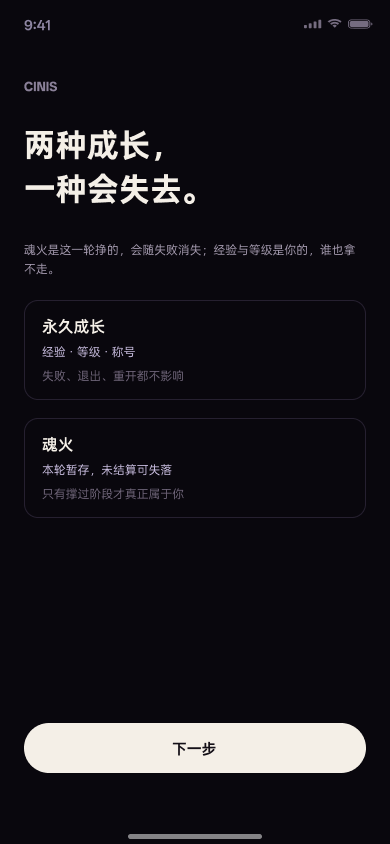 9:41
CINIS
两种成长，
一种会失去。
魂火是这一轮挣的，会随失败消失；经验与等级是你的，谁也拿
不走。
永久成长
经验 · 等级 · 称号
失败、退出、重开都不影响
魂火
本轮暂存，未结算可失落
只有撑过阶段才真正属于你
下一步